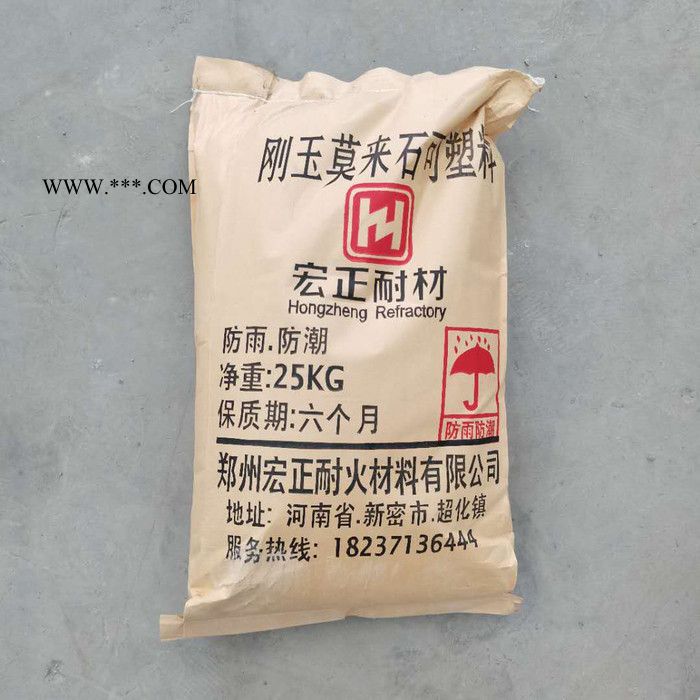 刚玉莫来石可塑料
WWW.***.COM
宏正耐材
Hongzheng Refractory
防雨.防潮
净重:25KG
保质期:六个月
防雨防潮
郑州宏正耐火材料有限公司
地址: 河南省.新密市.超化镇
服务热线: 18237136444